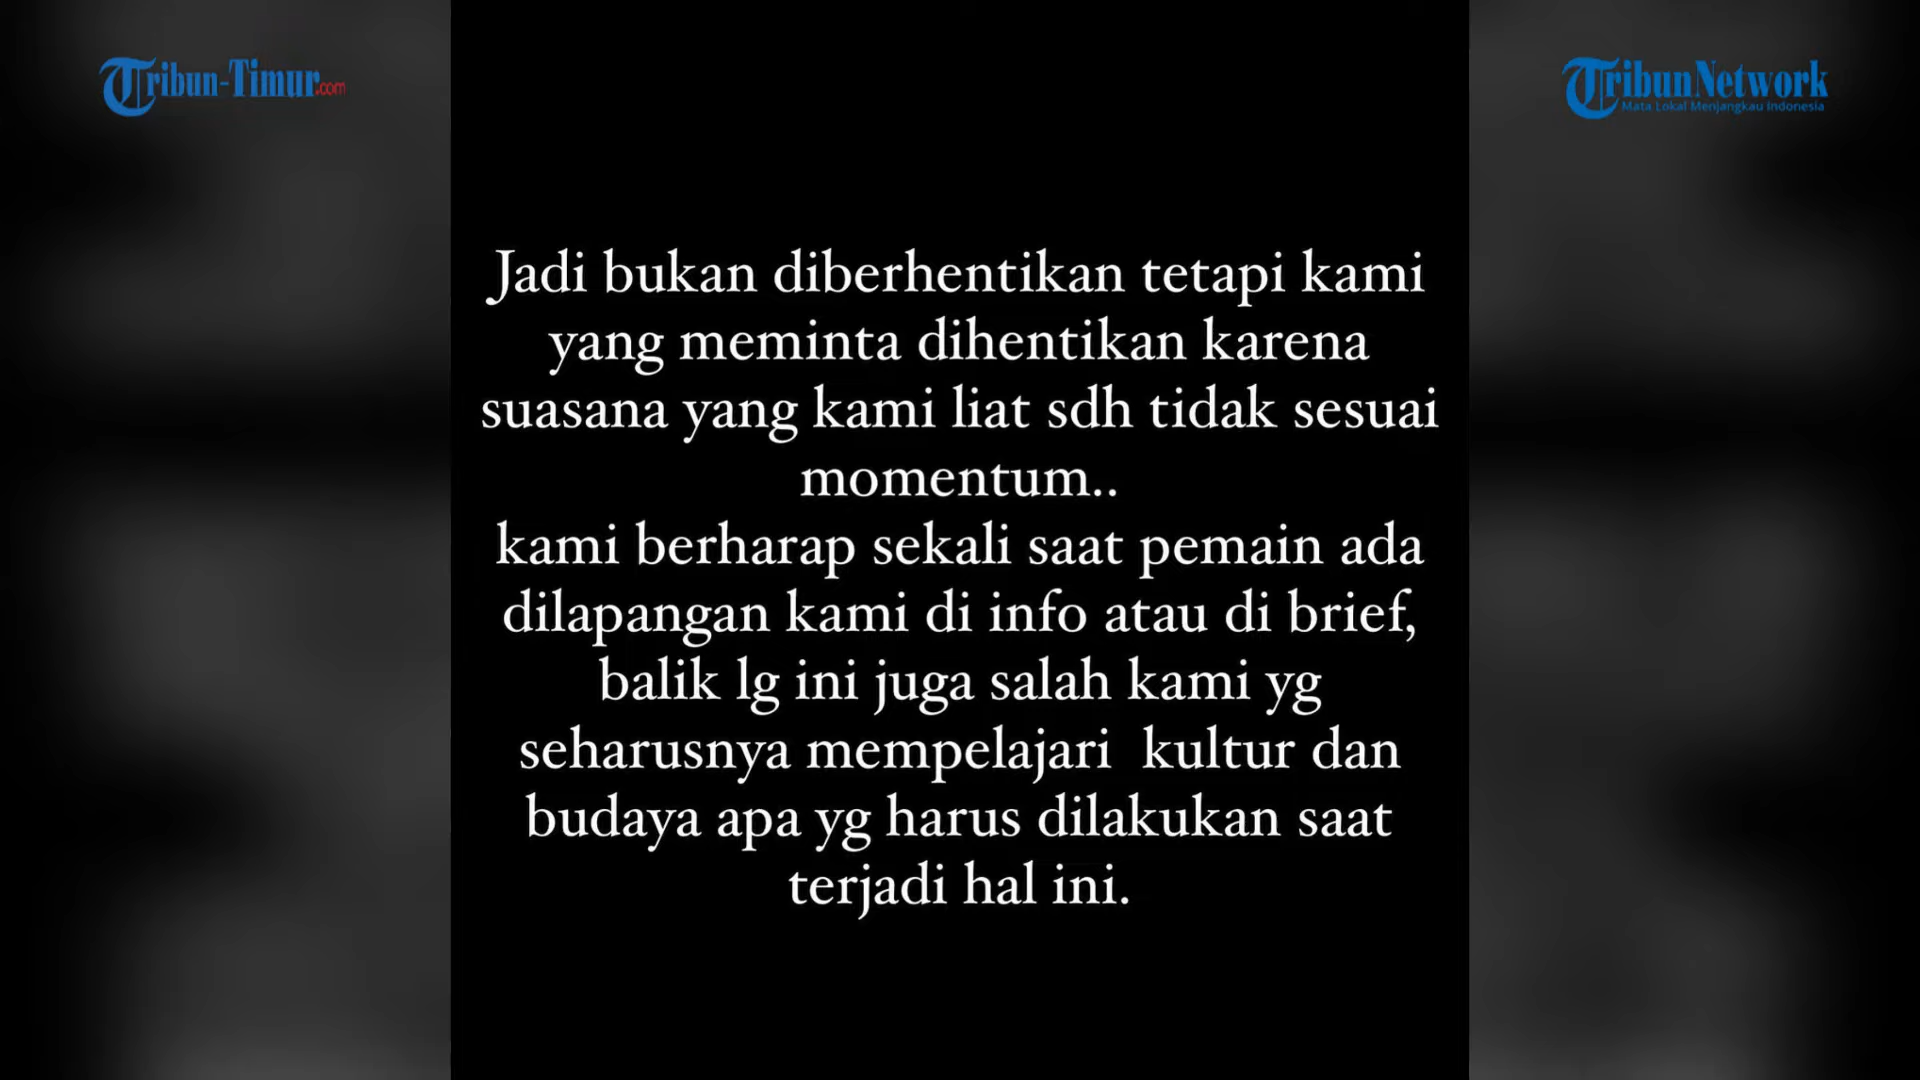 Tribun-Timur.com
TribunNetwork
Mata Lokal Menjangkau Indonesia
Jadi bukan diberhentikan tetapi kami
yang meminta dihentikan karena
suasana yang kami liat sdh tidak sesuai
momentum..
kami berharap sekali saat pemain ada
dilapangan kami di info atau di brief,
balik lg ini juga salah kami yg
seharusnya mempelajari  kultur dan
budaya apa yg harus dilakukan saat
terjadi hal ini.